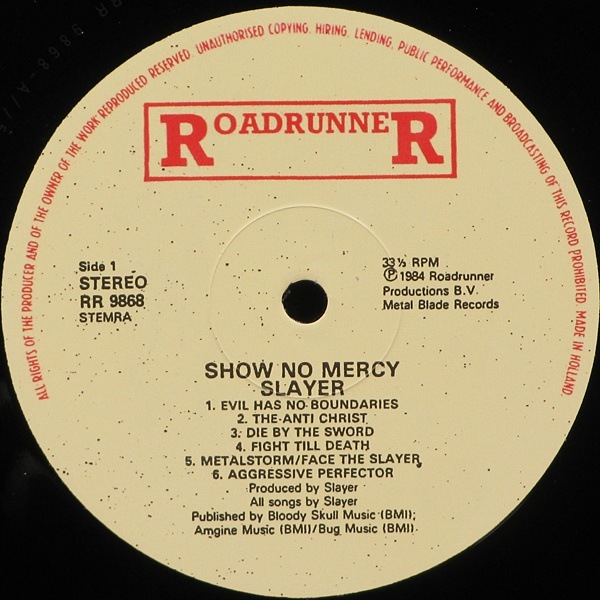 ALL RIGHTS OF THE PRODUCER AND OF THE OWNER OF THE WORK REPRODUCED RESERVED. UNAUTHORISED COPYING, HIRING, LENDING, PUBLIC PERFORMANCE AND BROADCASTING OF THIS RECORD PROHIBITED. MADE IN HOLLAND
ROADRUNNER
Side 1
STEREO
RR 9868
STEMRA
33⅓ RPM
Ⓟ 1984 Roadrunner
Productions B.V.
Metal Blade Records
SHOW NO MERCY
SLAYER
1. EVIL HAS NO BOUNDARIES
2. THE ANTI CHRIST
3. DIE BY THE SWORD
4. FIGHT TILL DEATH
5. METALSTORM/FACE THE SLAYER
6. AGGRESSIVE PERFECTOR
Produced by Slayer
All songs by Slayer
Published by Bloody Skull Music (BMI);
Amgine Music (BMI)/Bug Music (BMI)